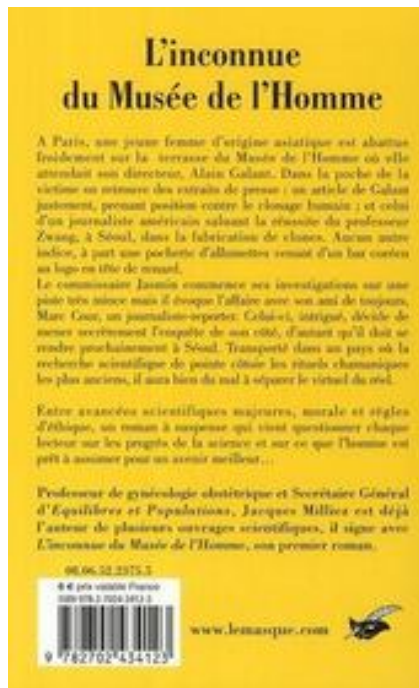 L'inconnue
du Musée de l'Homme
A Paris, une jeune femme d'origine asiatique est abattue
froidement sur la terrasse du Musée de l'Homme où elle
attendait son directeur, Alain Galant. Dans la poche de la
victime on retrouve des extraits de presse : un article de Galant
justement, prenant position contre le clonage humain ; et celui
d'un journaliste américain saluant la réussite du professeur
Zwang, à Séoul, dans la fabrication de clones. Aucun autre
indice, à part une pochette d'allumettes venant d'un bar coréen
au logo en tête de renard.
Le commissaire Jasmin commence ses investigations sur une
piste très mince mais il évoque l'affaire avec son ami de toujours,
Marc Cour, un journaliste-reporter. Celui-ci, intrigué, décide de
mener secrètement l'enquête de son côté, d'autant qu'il doit se
rendre prochainement à Séoul. Transporté dans un pays où la
recherche scientifique de pointe côtoie les rituels chamaniques
les plus anciens, il aura bien du mal à séparer le virtuel du réel.
Entre avancées scientifiques majeures, morale et règles
d'éthique, un roman à suspense qui vient questionner chaque
lecteur sur les progrès de la science et sur ce que l'homme est
prêt à assumer pour un avenir meilleur…
Professeur de gynécologie obstétrique et Secrétaire Général
d'Equilibres et Populations, Jacques Milliez est déjà
l'auteur de plusieurs ouvrages scientifiques, il signe avec
L'inconnue du Musée de l'Homme, son premier roman.
6 € prix valable France
ISBN 978-2-7024-3412-3
9 782702 434123
www.lemasque.com